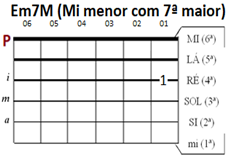 Em7M (Mi menor com 7ª maior)
06 05 04 03 02 01
P MI (6ª)
LÁ (5ª)
i 1 RÉ (4ª)
m SOL (3ª)
a SI (2ª)
mi (1ª)